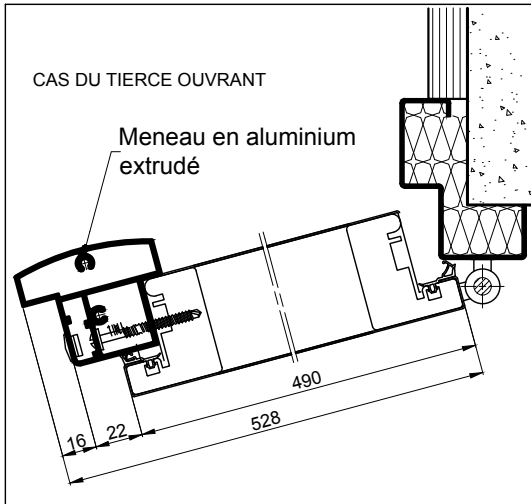 CAS DU TIERCE OUVRANT
Meneau en aluminium
extrudé
490
16
22
528